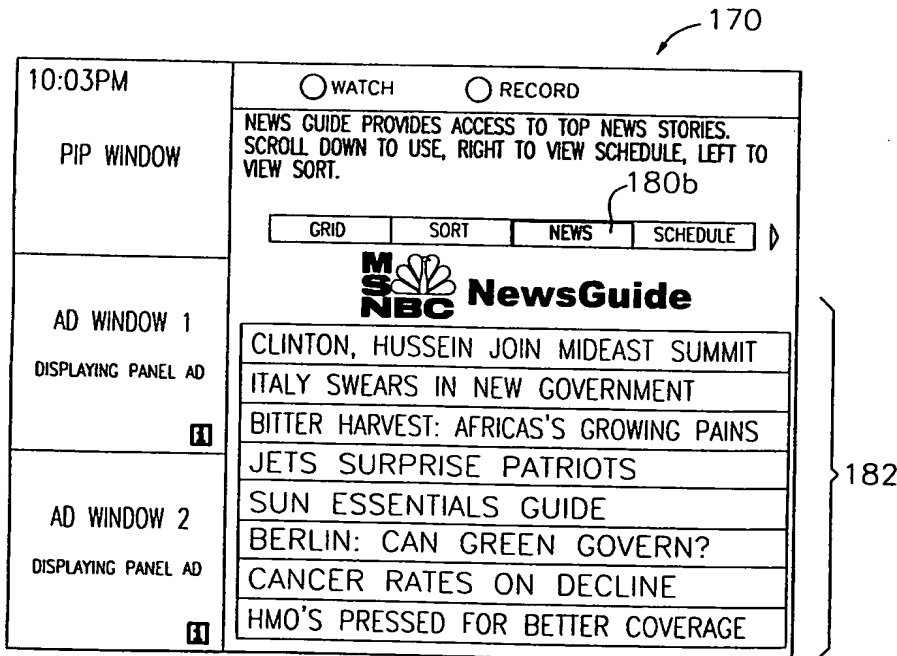 170
10:03PM
PIP WINDOW
AD WINDOW 1
DISPLAYING PANEL AD
i
AD WINDOW 2
DISPLAYING PANEL AD
i
WATCH RECORD
NEWS GUIDE PROVIDES ACCESS TO TOP NEWS STORIES.
SCROLL DOWN TO USE, RIGHT TO VIEW SCHEDULE, LEFT TO
VIEW SORT.
180b
GRID SORT NEWS SCHEDULE
MSNBC NewsGuide
CLINTON, HUSSEIN JOIN MIDEAST SUMMIT
ITALY SWEARS IN NEW GOVERNMENT
BITTER HARVEST: AFRICAS'S GROWING PAINS
JETS SURPRISE PATRIOTS
SUN ESSENTIALS GUIDE
BERLIN: CAN GREEN GOVERN?
CANCER RATES ON DECLINE
HMO'S PRESSED FOR BETTER COVERAGE
182